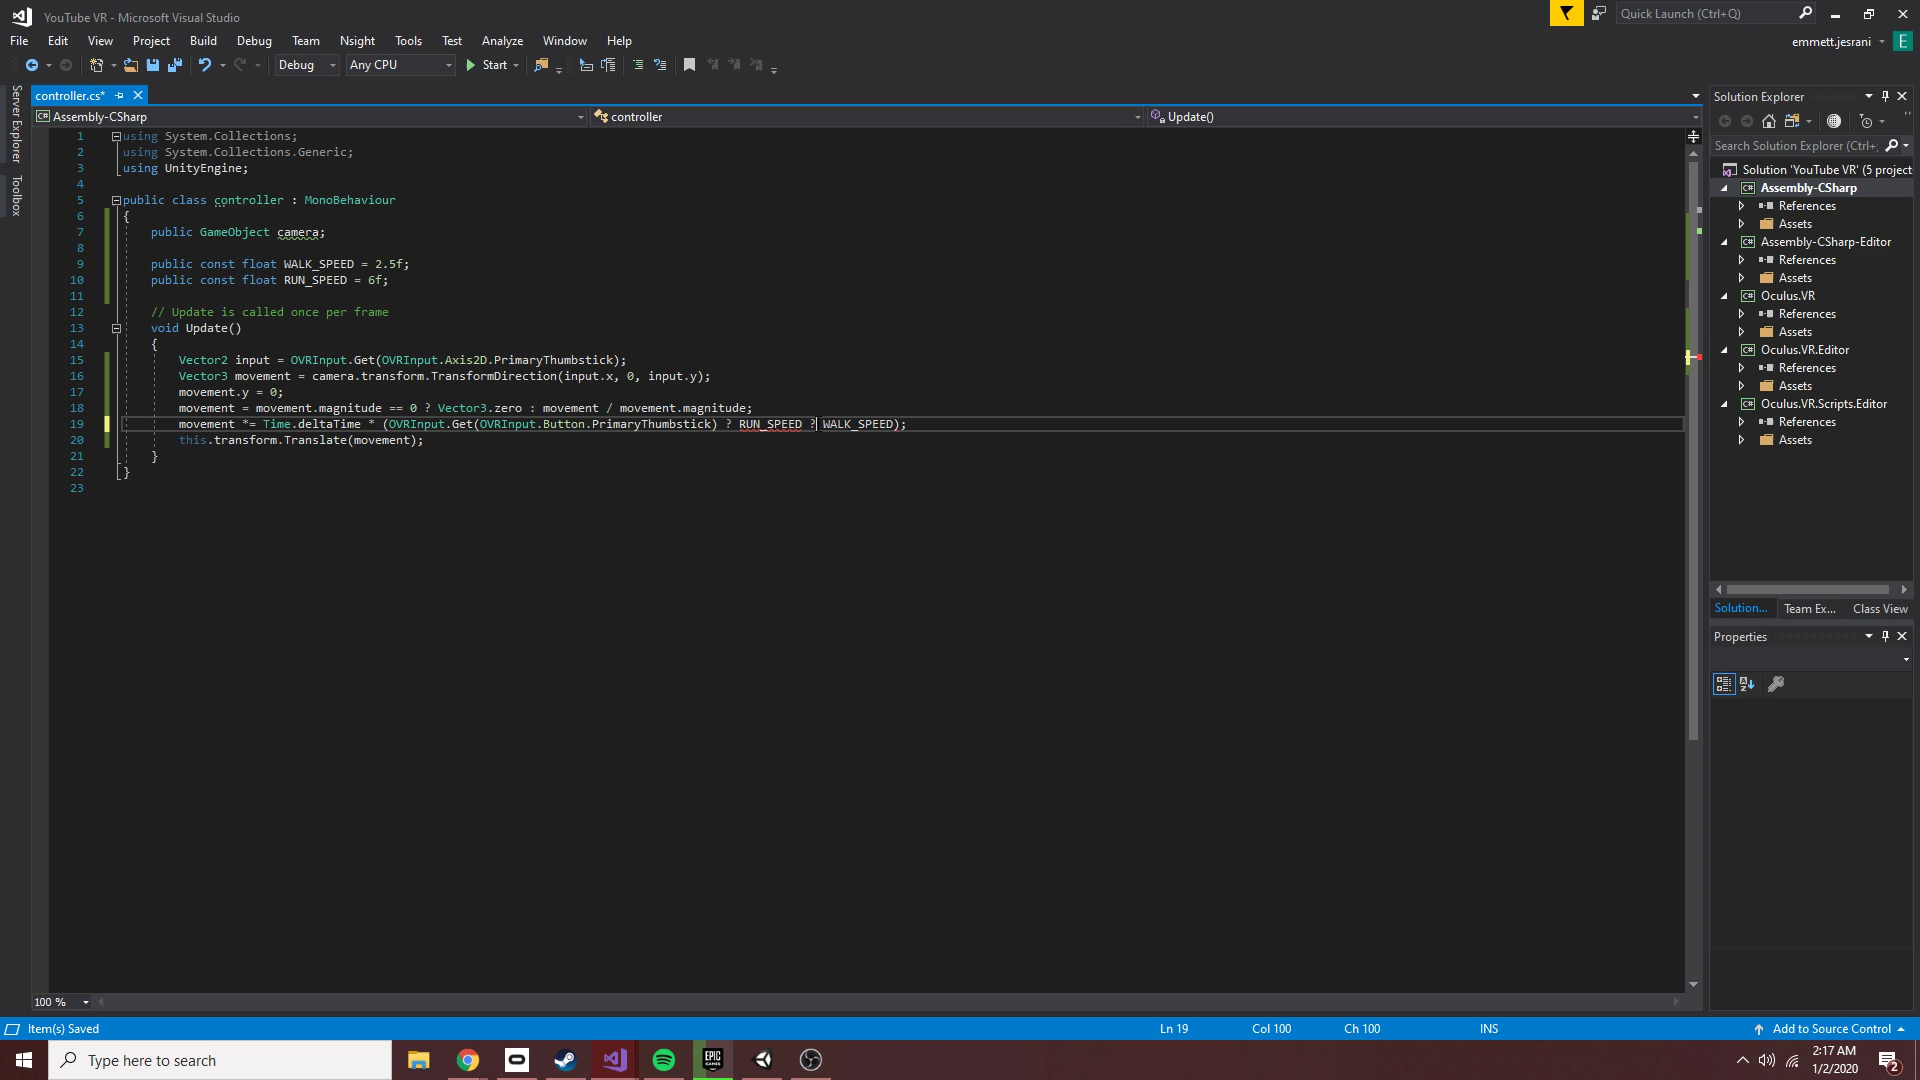 YouTube VR - Microsoft Visual Studio
Quick Launch (Ctrl+Q)
File Edit View Project Build Debug Team Nsight Tools Test Analyze Window Help
emmett.jesrani
E
Debug
Any CPU
Start
Server Explorer
Toolbox
controller.cs*
Assembly-CSharp
controller
Update()
1 using System.Collections;
2 using System.Collections.Generic;
3 using UnityEngine;
4
5 public class controller : MonoBehaviour
6 {
7 public GameObject camera;
8
9 public const float WALK_SPEED = 2.5f;
10 public const float RUN_SPEED = 6f;
11
12 // Update is called once per frame
13 void Update()
14 {
15 Vector2 input = OVRInput.Get(OVRInput.Axis2D.PrimaryThumbstick);
16 Vector3 movement = camera.transform.TransformDirection(input.x, 0, input.y);
17 movement.y = 0;
18 movement = movement.magnitude == 0 ? Vector3.zero : movement / movement.magnitude;
19 movement *= Time.deltaTime * (OVRInput.Get(OVRInput.Button.PrimaryThumbstick) ? RUN_SPEED ? WALK_SPEED);
20 this.transform.Translate(movement);
21 }
22 }
23
Solution Explorer
Search Solution Explorer (Ctrl+;
Solution 'YouTube VR' (5 project
Assembly-CSharp
References
Assets
Assembly-CSharp-Editor
References
Assets
Oculus.VR
References
Assets
Oculus.VR.Editor
References
Assets
Oculus.VR.Scripts.Editor
References
Assets
Solution... Team Ex... Class View
Properties
100 %
Item(s) Saved
Ln 19
Col 100
Ch 100
INS
Add to Source Control
Type here to search
EPIC GAMES
2:17 AM
1/2/2020
2